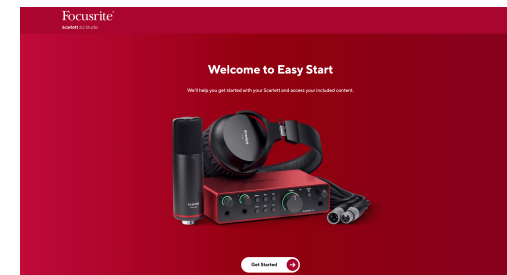 Focusrite®
Scarlett 2i2 Studio
Welcome to Easy Start
We'll help you get started with your Scarlett and access your included content.
Get Started